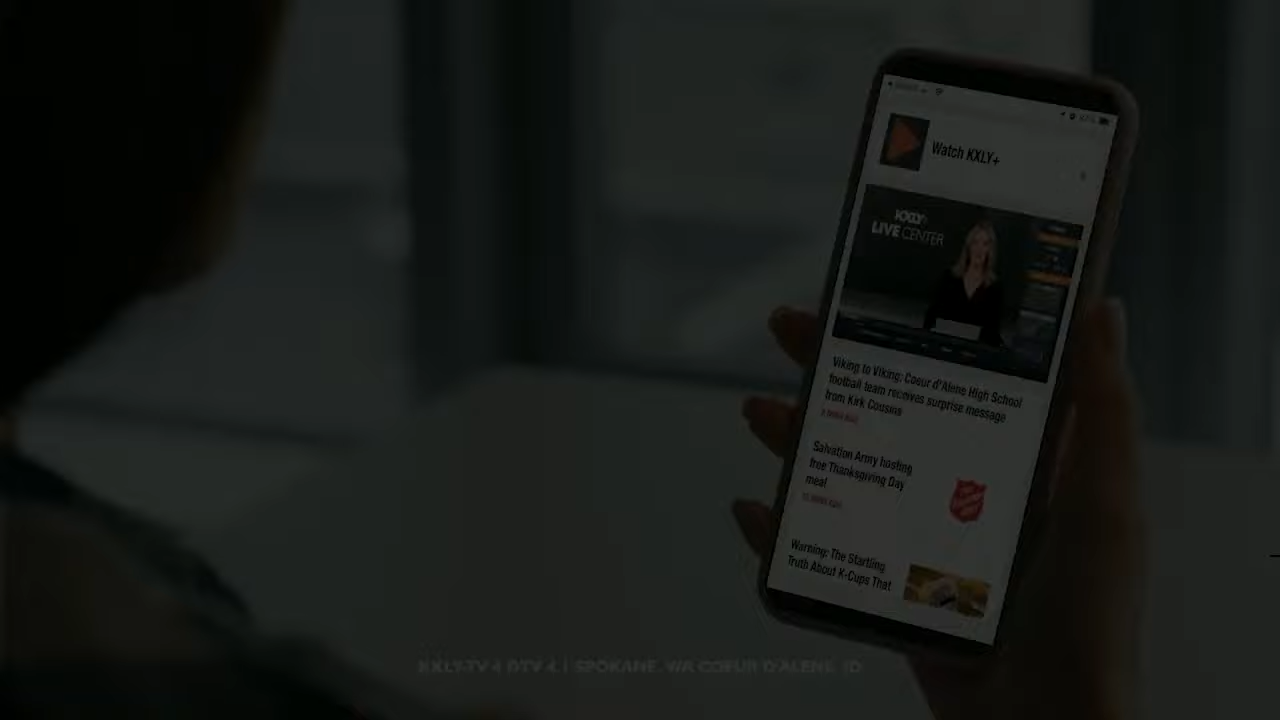 Watch KXLY+
KXLY+
LIVE CENTER
Viking to Viking: Coeur d'Alene High School
football team receives surprise message
from Kirk Cousins
Salvation Army hosting
free Thanksgiving Day
meal
Warning: The Startling
Truth About K-Cups That
KXLY-TV 4 DTV 4.1 SPOKANE, WA COEUR D'ALENE, ID